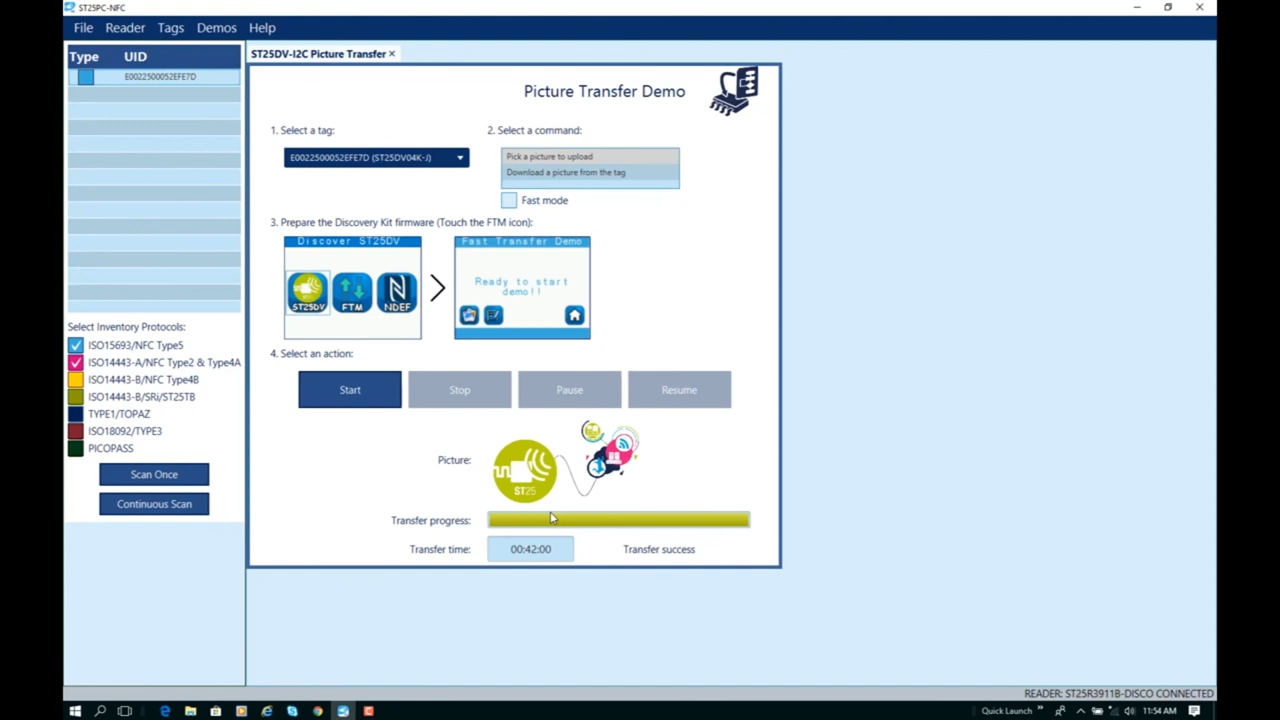 ST25PC-NFC
File Reader Tags Demos Help
Type UID
E0022500052EFE7D
Select Inventory Protocols:
ISO15693/NFC Type5
ISO14443-A/NFC Type2 & Type4A
ISO14443-B/NFC Type4B
ISO14443-B/SRi/ST25TB
TYPE1/TOPAZ
ISO18092/TYPE3
PICOPASS
Scan Once
Continuous Scan
ST25DV-I2C Picture Transfer ×
Picture Transfer Demo
1. Select a tag:
E0022500052EFE7D (ST25DV04K-J)
2. Select a command:
Pick a picture to upload
Download a picture from the tag
Fast mode
3. Prepare the Discovery Kit firmware (Touch the FTM icon):
Discover ST25DV
ST25DV FTM NDEF
Fast Transfer Demo
Ready to start
demo!!
4. Select an action:
Start Stop Pause Resume
Picture:
ST25
Transfer progress:
Transfer time: 00:42:00 Transfer success
READER: ST25R3911B-DISCO CONNECTED
Quick Launch 11:54 AM